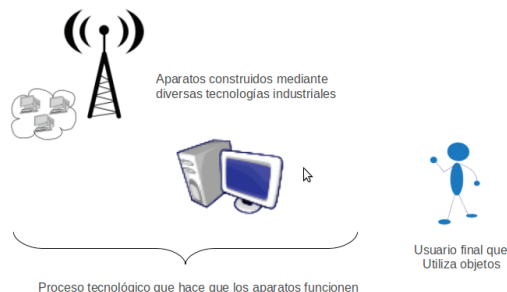 Aparatos construidos mediante
diversas tecnologías industriales
Usuario final que
Utiliza objetos
Proceso tecnológico que hace que los aparatos funcionen